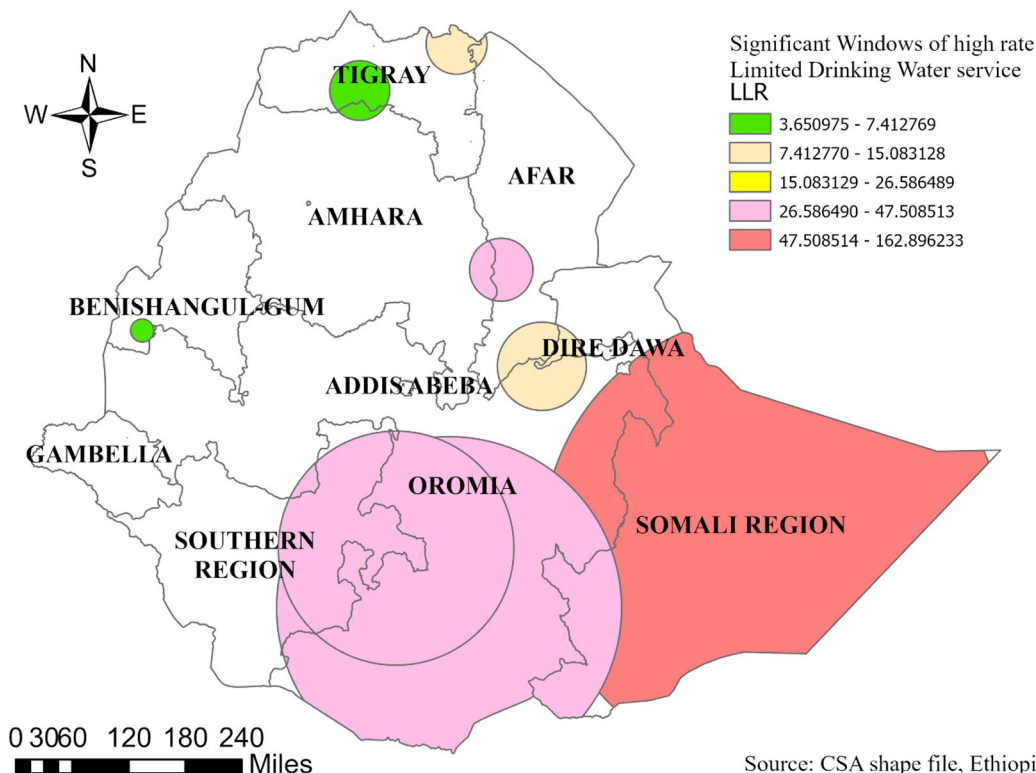 Significant Windows of high rate
Limited Drinking Water service
LLR
3.650975 - 7.412769
7.412770 - 15.083128
15.083129 - 26.586489
26.586490 - 47.508513
47.508514 - 162.896233
N
W E
S
TIGRAY
AFAR
AMHARA
BENISHANGUL-GUM
DIRE DAWA
ADDIS ABEBA
GAMBELLA
OROMIA
SOMALI REGION
SOUTHERN
REGION
0 30 60 120 180 240
Miles
Source: CSA shape file, Ethiopi